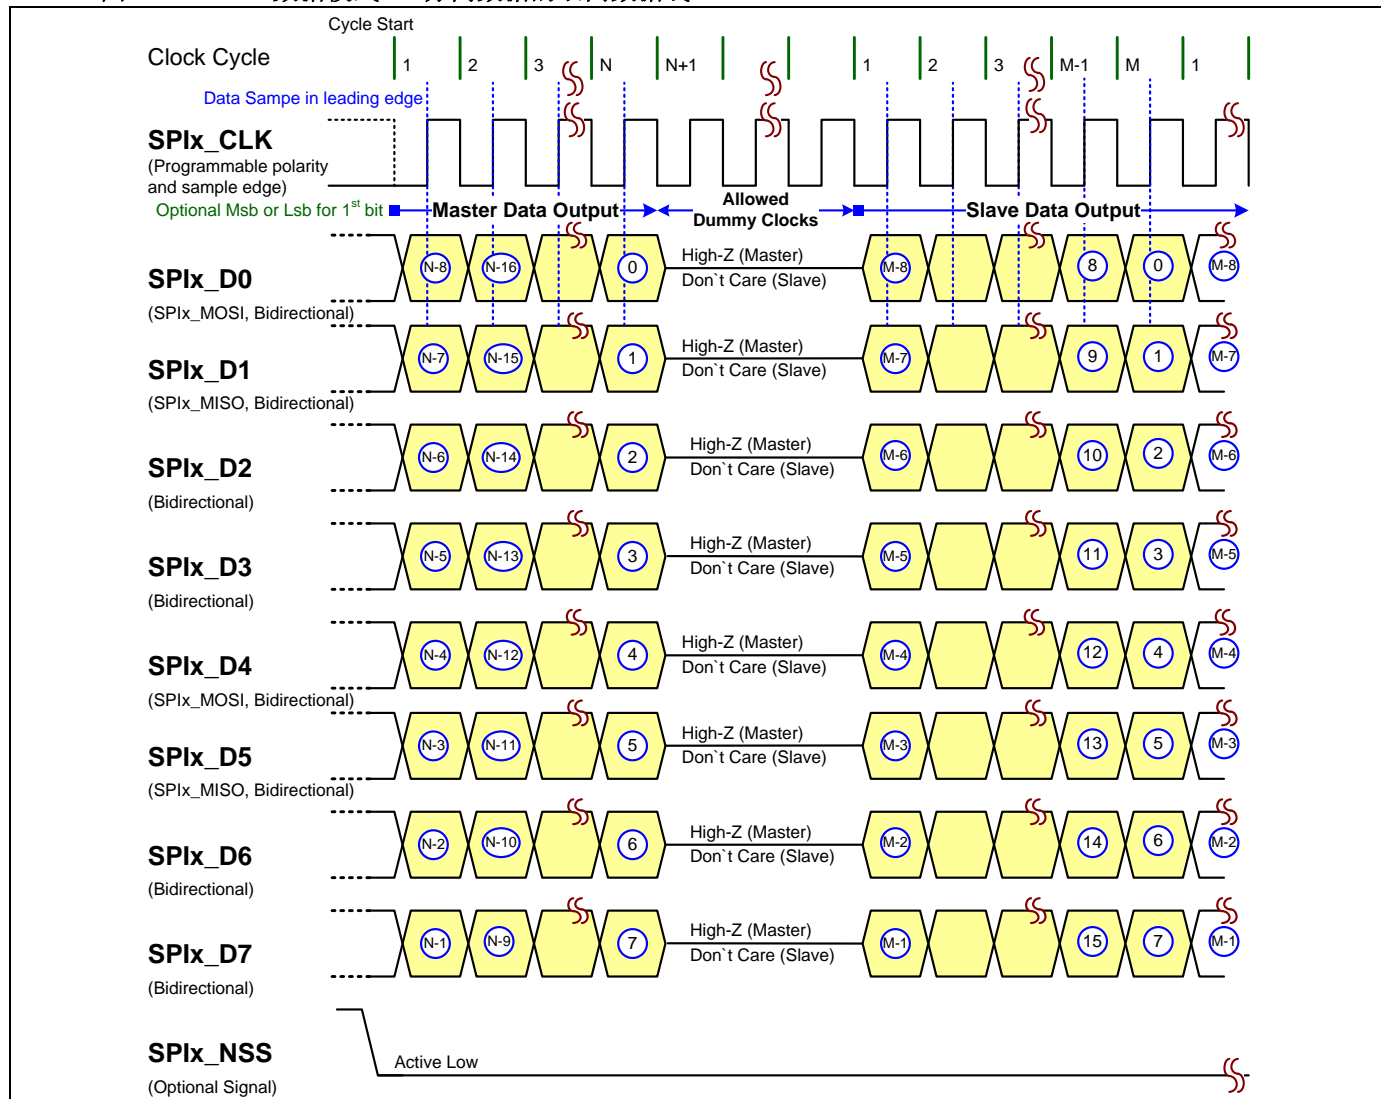 Cycle Start
Clock Cycle
1 2 3 N N+1 1 2 3 M-1 M 1
Data Sampe in leading edge
SPIx_CLK
(Programmable polarity
and sample edge)
Optional Msb or Lsb for 1st bit
Master Data Output
Allowed
Dummy Clocks
Slave Data Output
SPIx_D0
(SPIx_MOSI, Bidirectional)
N-8 N-16 0
High-Z (Master)
Don`t Care (Slave)
M-8 8 0 M-8
SPIx_D1
(SPIx_MISO, Bidirectional)
N-7 N-15 1
High-Z (Master)
Don`t Care (Slave)
M-7 9 1 M-7
SPIx_D2
(Bidirectional)
N-6 N-14 2
High-Z (Master)
Don`t Care (Slave)
M-6 10 2 M-6
SPIx_D3
(Bidirectional)
N-5 N-13 3
High-Z (Master)
Don`t Care (Slave)
M-5 11 3 M-5
SPIx_D4
(SPIx_MOSI, Bidirectional)
N-4 N-12 4
High-Z (Master)
Don`t Care (Slave)
M-4 12 4 M-4
SPIx_D5
(SPIx_MISO, Bidirectional)
N-3 N-11 5
High-Z (Master)
Don`t Care (Slave)
M-3 13 5 M-3
SPIx_D6
(Bidirectional)
N-2 N-10 6
High-Z (Master)
Don`t Care (Slave)
M-2 14 6 M-2
SPIx_D7
(Bidirectional)
N-1 N-9 7
High-Z (Master)
Don`t Care (Slave)
M-1 15 7 M-1
SPIx_NSS
(Optional Signal)
Active Low